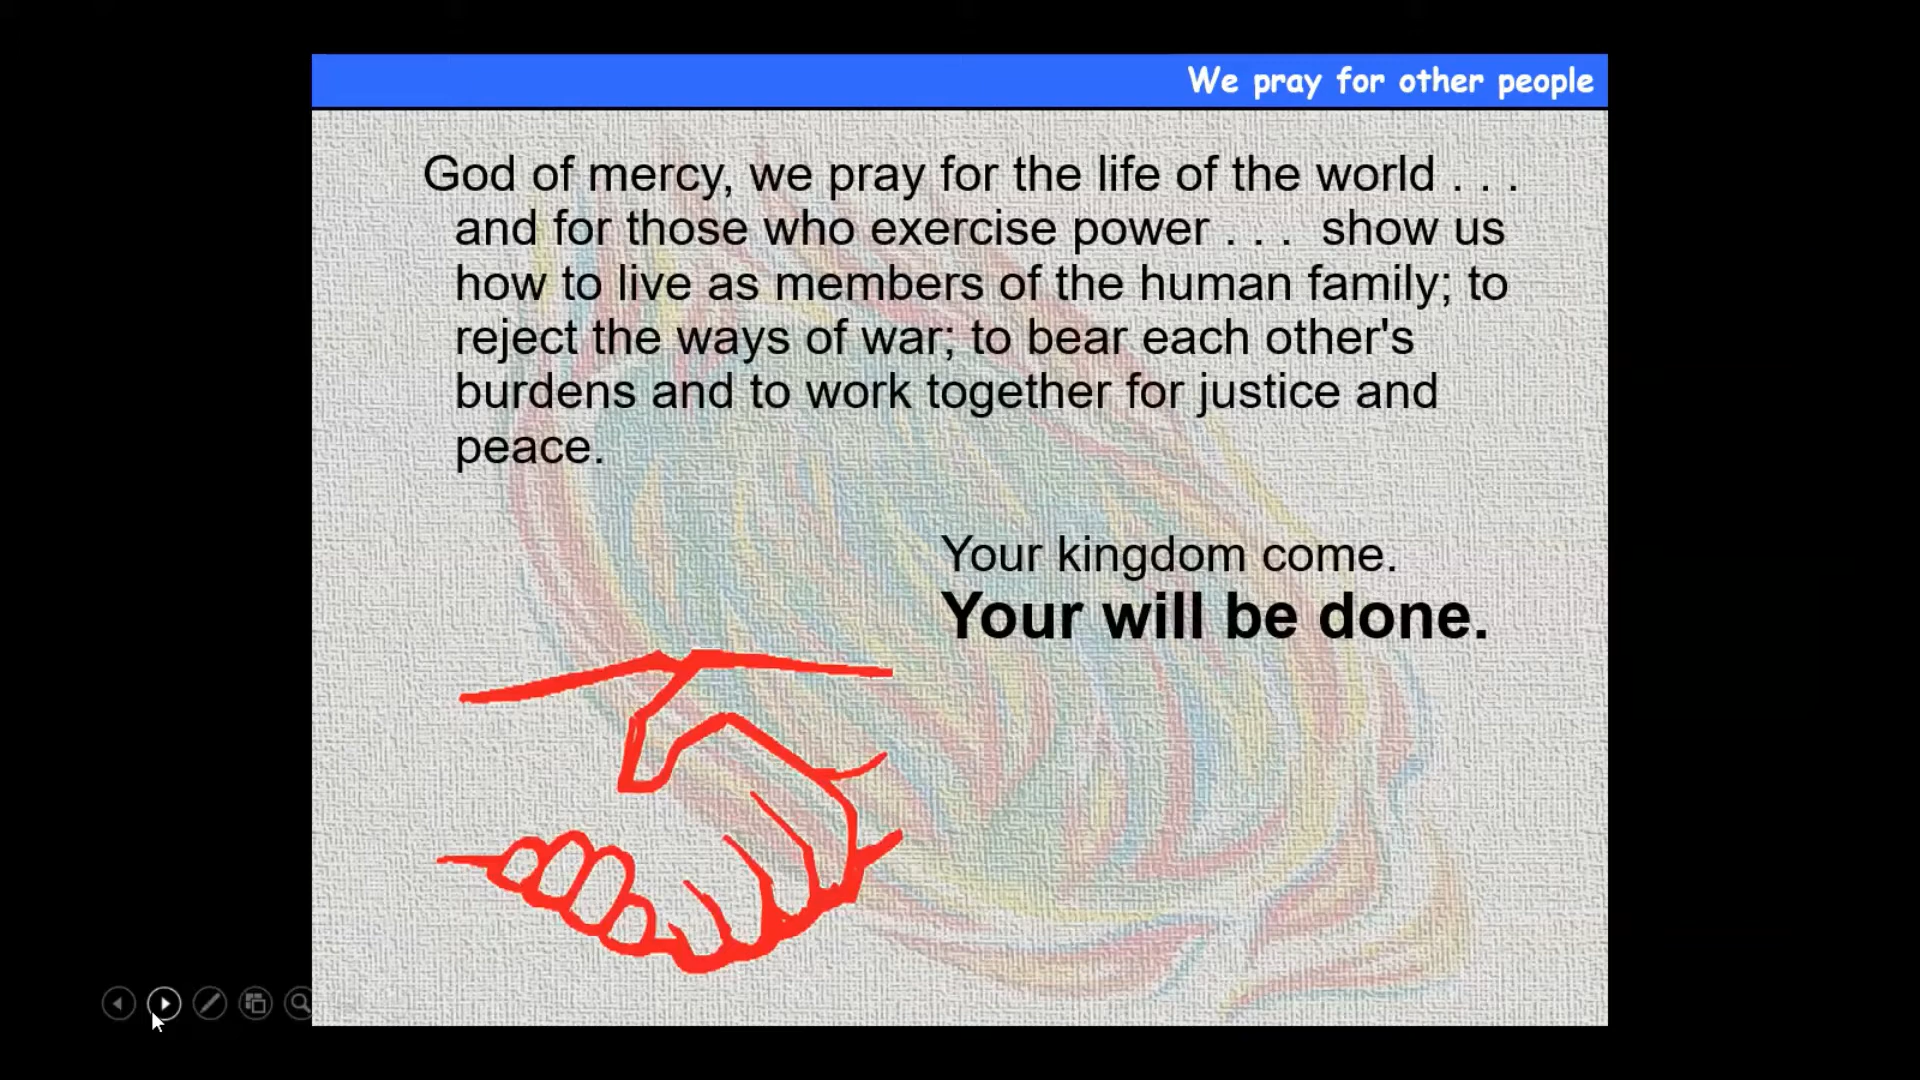 We pray for other people
God of mercy, we pray for the life of the world . . .
and for those who exercise power . . .  show us
how to live as members of the human family; to
reject the ways of war; to bear each other's
burdens and to work together for justice and
peace.
Your kingdom come.
Your will be done.